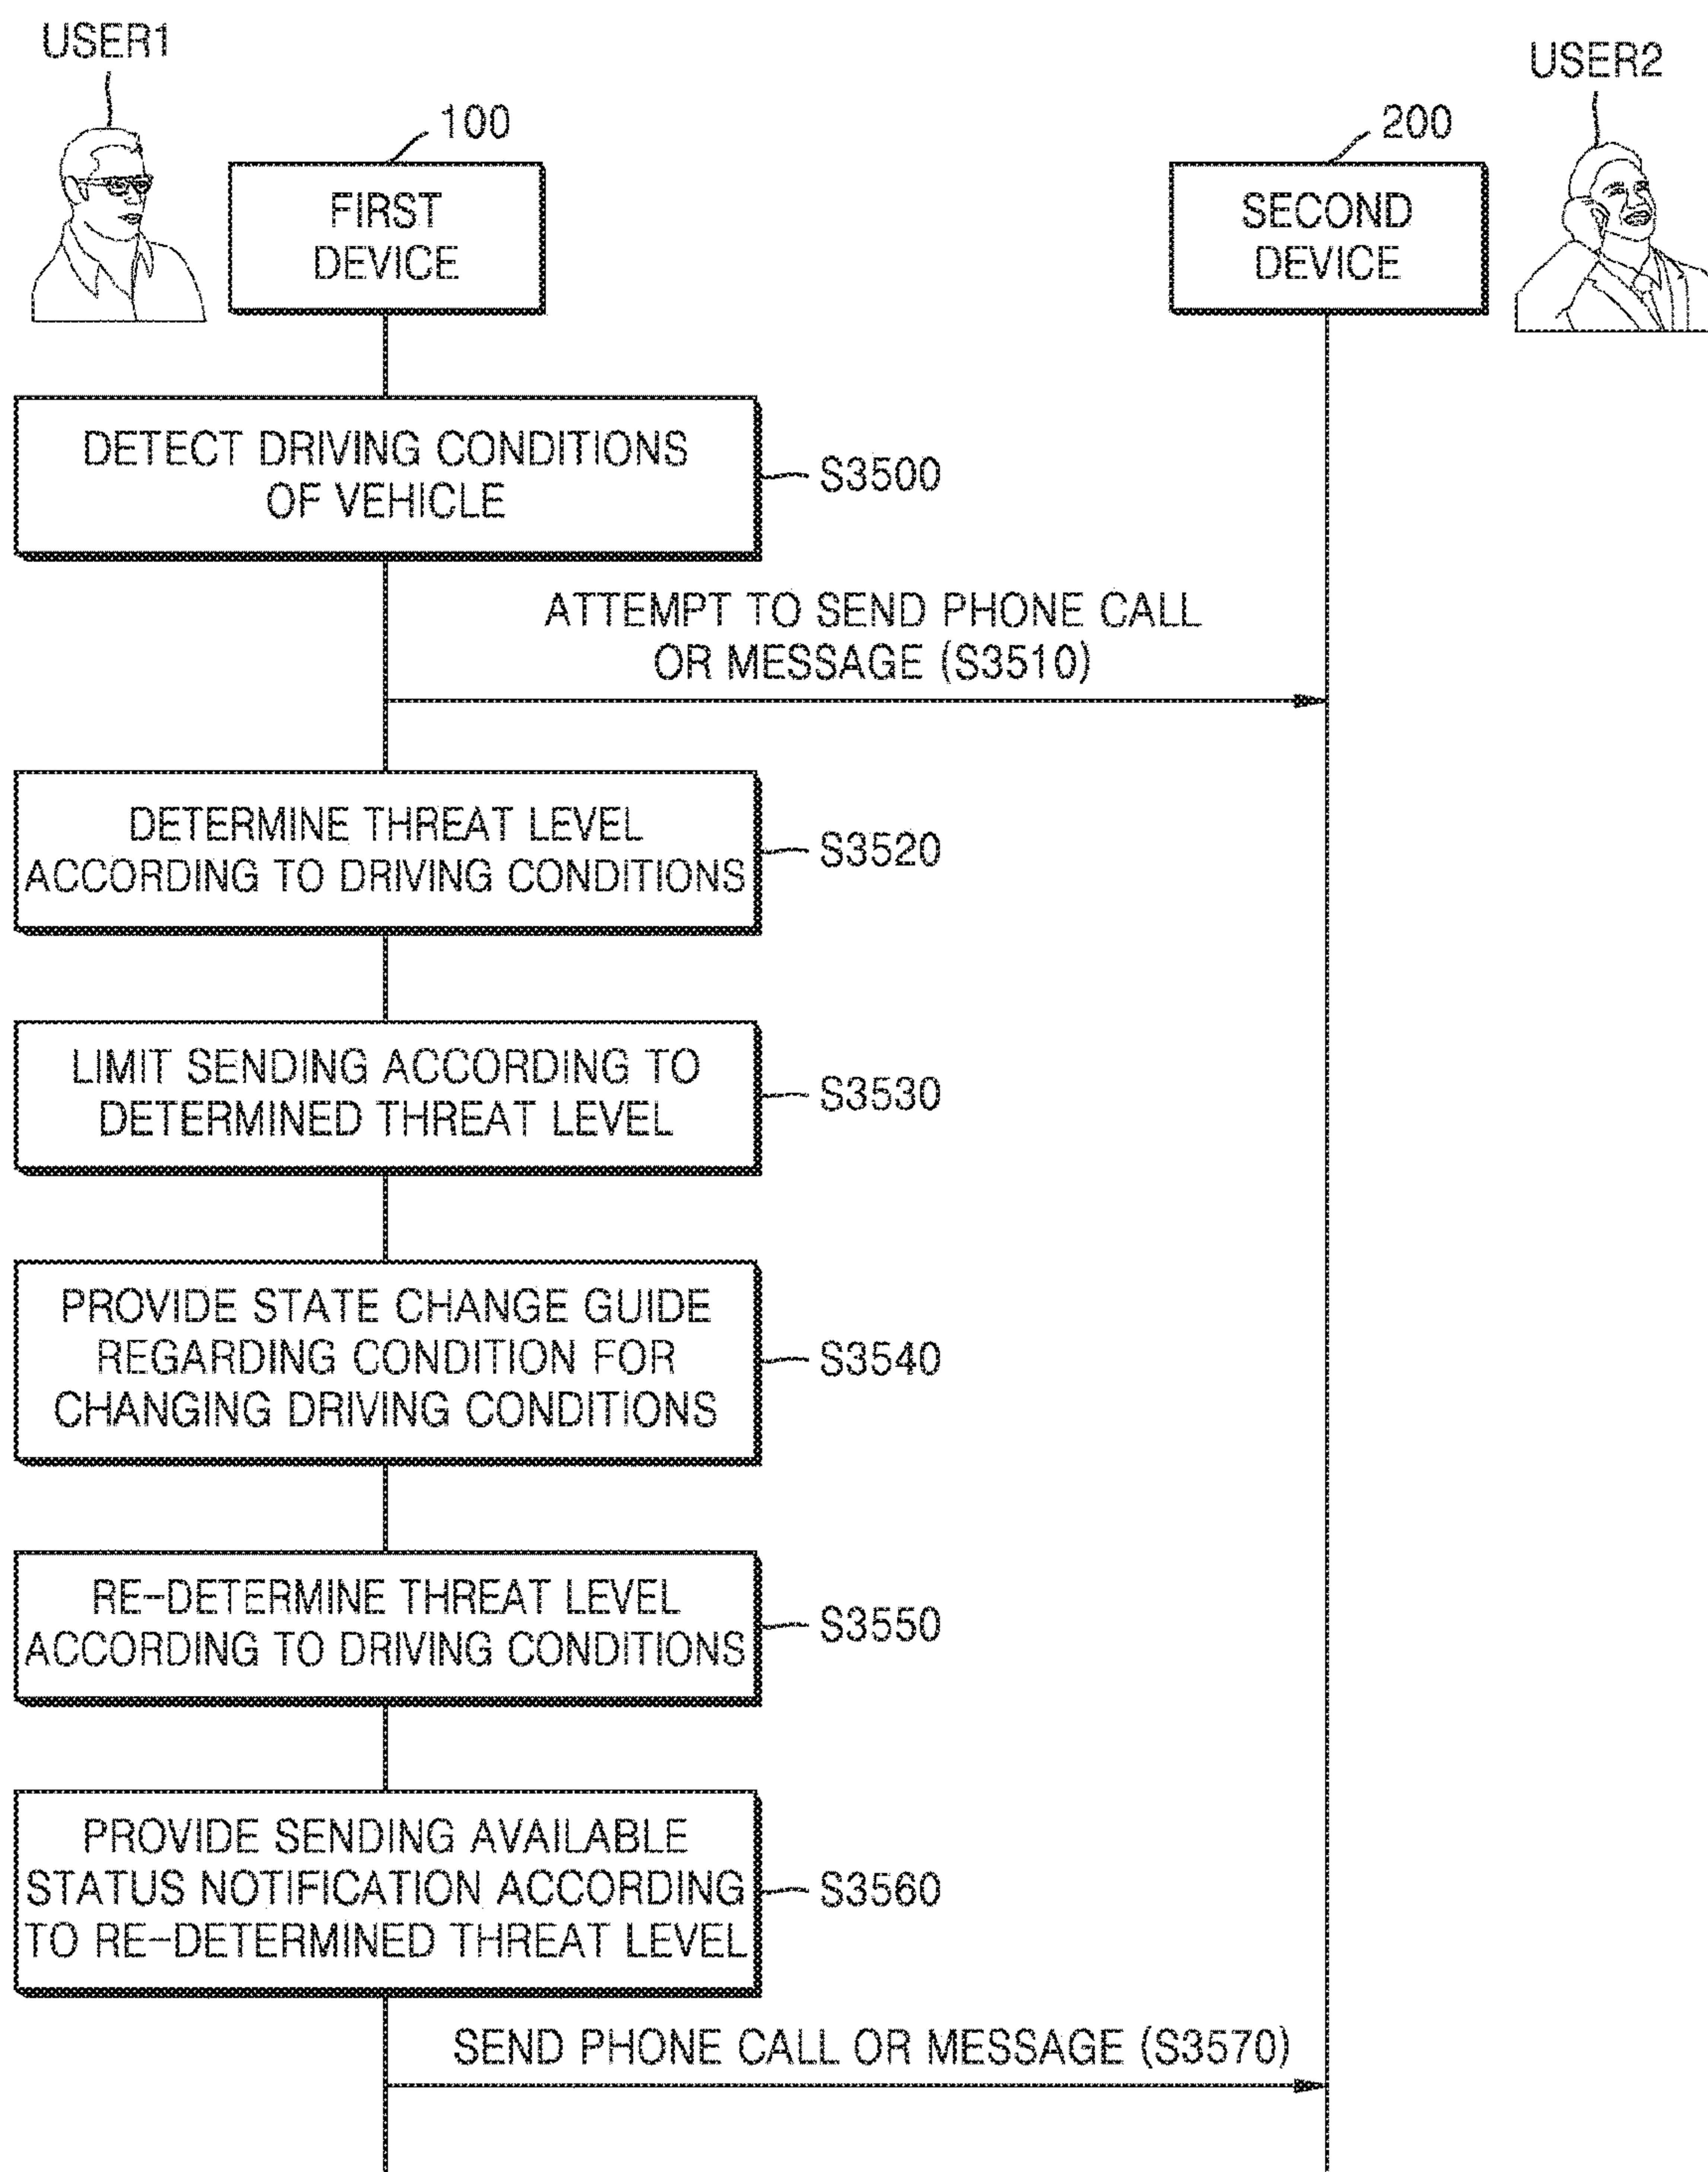 USER1
USER2
100
200
FIRST
DEVICE
SECOND
DEVICE
DETECT DRIVING CONDITIONS
OF VEHICLE
S3500
ATTEMPT TO SEND PHONE CALL
OR MESSAGE (S3510)
DETERMINE THREAT LEVEL
ACCORDING TO DRIVING CONDITIONS
S3520
LIMIT SENDING ACCORDING TO
DETERMINED THREAT LEVEL
S3530
PROVIDE STATE CHANGE GUIDE
REGARDING CONDITION FOR
CHANGING DRIVING CONDITIONS
S3540
RE-DETERMINE THREAT LEVEL
ACCORDING TO DRIVING CONDITIONS
S3550
PROVIDE SENDING AVAILABLE
STATUS NOTIFICATION ACCORDING
TO RE-DETERMINED THREAT LEVEL
S3560
SEND PHONE CALL OR MESSAGE (S3570)